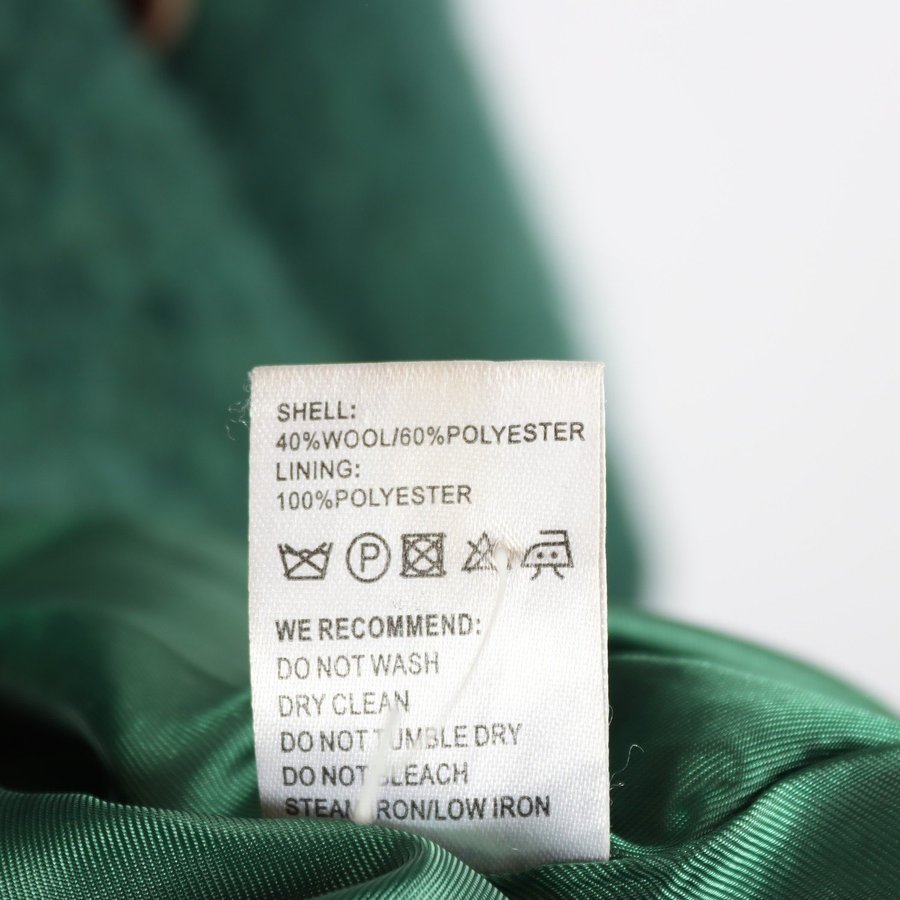 SHELL:
40%WOOL/60%POLYESTER
LINING:
100%POLYESTER
P
WE RECOMMEND:
DO NOT WASH
DRY CLEAN
DO NOT TUMBLE DRY
DO NOT BLEACH
STEAM IRON/LOW IRON